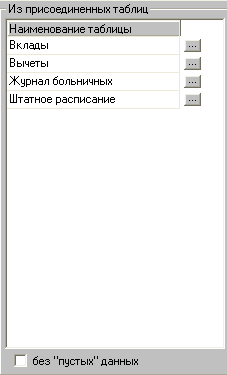 Из присоединенных таблиц
Наименование таблицы
Вклады ...
Вычеты ...
Журнал больничных ...
Штатное расписание ...
без "пустых" данных